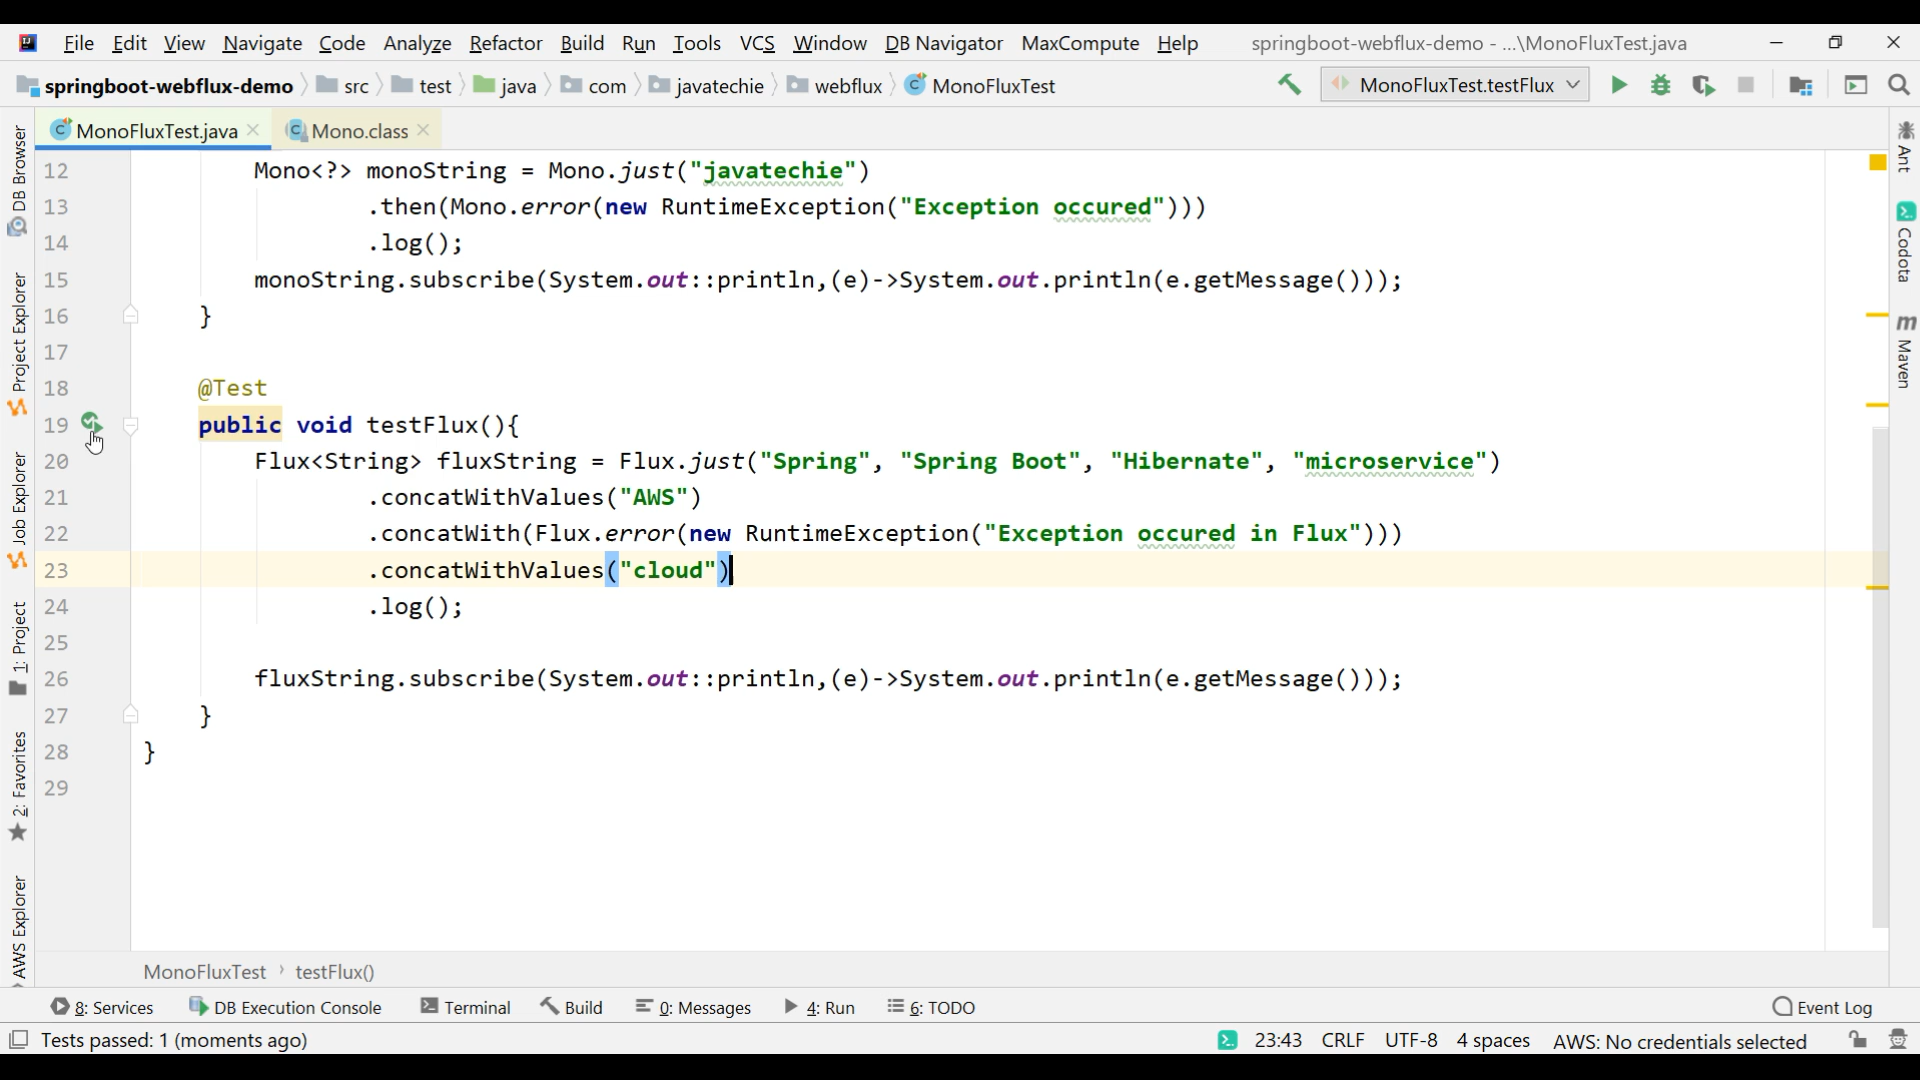 File Edit View Navigate Code Analyze Refactor Build Run Tools VCS Window DB Navigator MaxCompute Help springboot-webflux-demo - ...\MonoFluxTest.java
springboot-webflux-demo src test java com javatechie webflux MonoFluxTest MonoFluxTest.testFlux
MonoFluxTest.java Mono.class
12 Mono<?> monoString = Mono.just("javatechie")
13 .then(Mono.error(new RuntimeException("Exception occured")))
14 .log();
15 monoString.subscribe(System.out::println,(e)->System.out.println(e.getMessage()));
16 }
17
18 @Test
19 public void testFlux(){
20 Flux<String> fluxString = Flux.just("Spring", "Spring Boot", "Hibernate", "microservice")
21 .concatWithValues("AWS")
22 .concatWith(Flux.error(new RuntimeException("Exception occured in Flux")))
23 .concatWithValues("cloud")
24 .log();
25
26 fluxString.subscribe(System.out::println,(e)->System.out.println(e.getMessage()));
27 }
28 }
29
MonoFluxTest › testFlux()
DB Browser
Project Explorer
Job Explorer
1: Project
2: Favorites
AWS Explorer
Ant
Codota
m Maven
8: Services DB Execution Console Terminal Build 0: Messages 4: Run 6: TODO Event Log
Tests passed: 1 (moments ago) 23:43 CRLF UTF-8 4 spaces AWS: No credentials selected